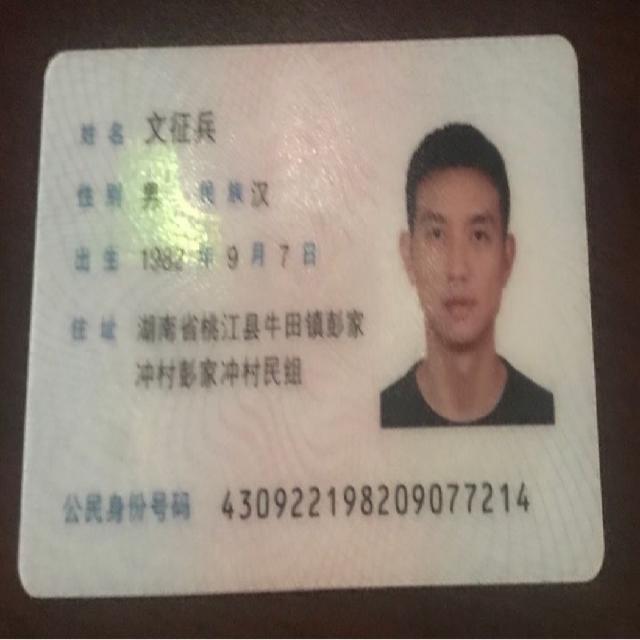 姓名 文征兵
性别 男 民族 汉
出生 1982 年 9 月 7 日
住址 湖南省桃江县牛田镇彭家
冲村彭家冲村民组
公民身份号码 430922198209077214